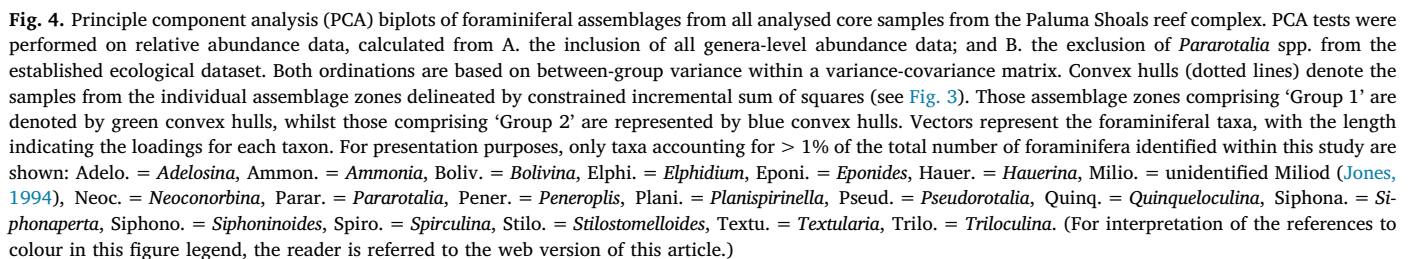 Fig. 4. Principle component analysis (PCA) biplots of foraminiferal assemblages from all analysed core samples from the Paluma Shoals reef complex. PCA tests were
performed on relative abundance data, calculated from A. the inclusion of all genera-level abundance data; and B. the exclusion of Pararotalia spp. from the
established ecological dataset. Both ordinations are based on between-group variance within a variance-covariance matrix. Convex hulls (dotted lines) denote the
samples from the individual assemblage zones delineated by constrained incremental sum of squares (see Fig. 3). Those assemblage zones comprising ‘Group 1’ are
denoted by green convex hulls, whilst those comprising ‘Group 2’ are represented by blue convex hulls. Vectors represent the foraminiferal taxa, with the length
indicating the loadings for each taxon. For presentation purposes, only taxa accounting for > 1% of the total number of foraminifera identified within this study are
shown: Adelo. = Adelosina, Ammon. = Ammonia, Boliv. = Bolivina, Elphi. = Elphidium, Eponi. = Eponides, Hauer. = Hauerina, Milio. = unidentified Miliod (Jones,
1994), Neoc. = Neoconorbina, Parar. = Pararotalia, Pener. = Peneroplis, Plani. = Planispirinella, Pseud. = Pseudorotalia, Quinq. = Quinqueloculina, Siphona. = Si-
phonaperta, Siphono. = Siphoninoides, Spiro. = Spirculina, Stilo. = Stilostomelloides, Textu. = Textularia, Trilo. = Triloculina. (For interpretation of the references to
colour in this figure legend, the reader is referred to the web version of this article.)